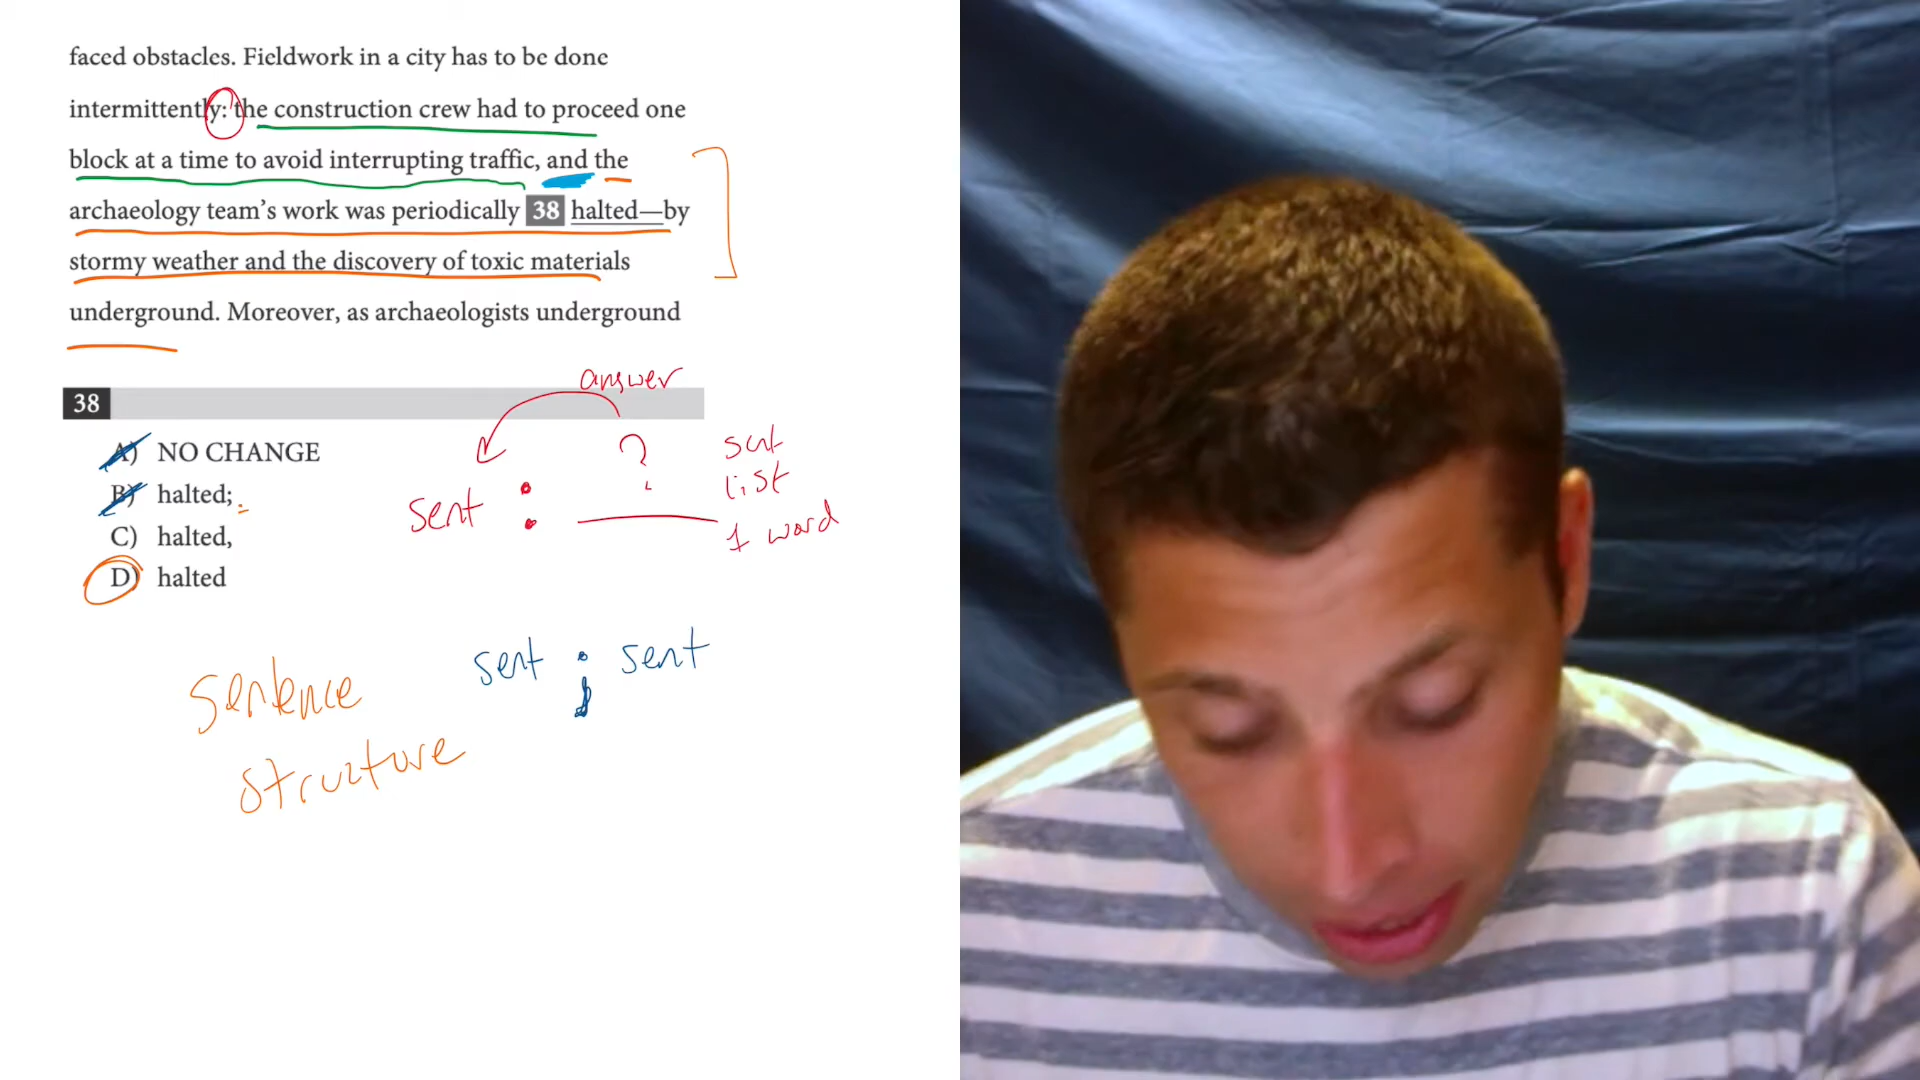 faced obstacles. Fieldwork in a city has to be done
intermittently: the construction crew had to proceed one
block at a time to avoid interrupting traffic, and the
archaeology team's work was periodically 38 halted—by
stormy weather and the discovery of toxic materials
underground. Moreover, as archaeologists underground
38
A) NO CHANGE
B) halted;
C) halted,
D) halted
answer
sent : ?
sent
list
1 word
sent ; sent
sentence
structure